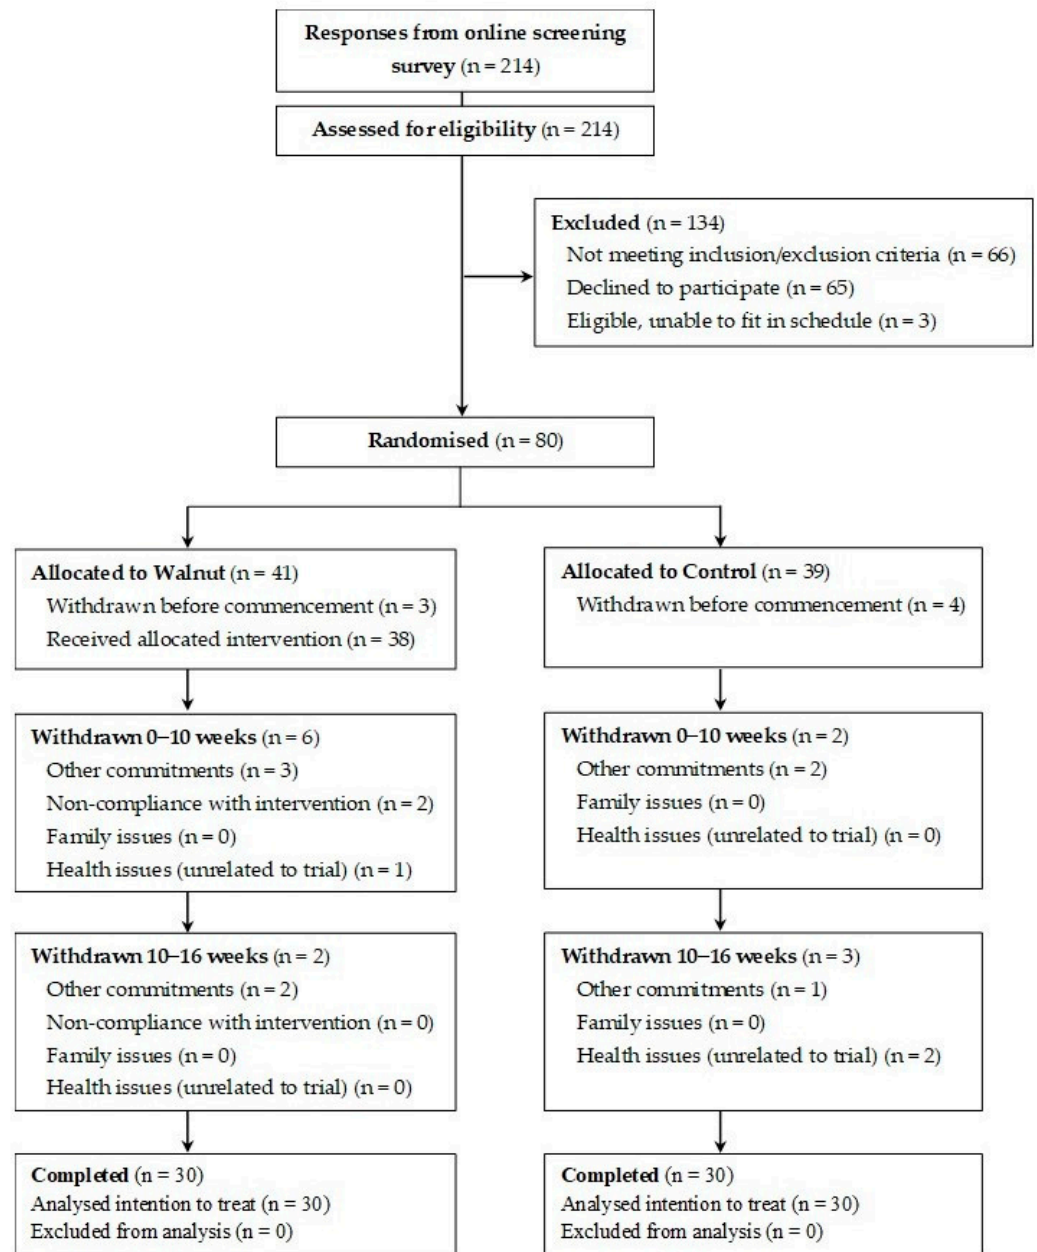 Responses from online screening
survey (n = 214)
Assessed for eligibility (n = 214)
Excluded (n = 134)
Not meeting inclusion/exclusion criteria (n = 66)
Declined to participate (n = 65)
Eligible, unable to fit in schedule (n = 3)
Randomised (n = 80)
Allocated to Walnut (n = 41)
Withdrawn before commencement (n = 3)
Received allocated intervention (n = 38)
Allocated to Control (n = 39)
Withdrawn before commencement (n = 4)
Withdrawn 0–10 weeks (n = 6)
Other commitments (n = 3)
Non-compliance with intervention (n = 2)
Family issues (n = 0)
Health issues (unrelated to trial) (n = 1)
Withdrawn 0–10 weeks (n = 2)
Other commitments (n = 2)
Family issues (n = 0)
Health issues (unrelated to trial) (n = 0)
Withdrawn 10–16 weeks (n = 2)
Other commitments (n = 2)
Non-compliance with intervention (n = 0)
Family issues (n = 0)
Health issues (unrelated to trial) (n = 0)
Withdrawn 10–16 weeks (n = 3)
Other commitments (n = 1)
Family issues (n = 0)
Health issues (unrelated to trial) (n = 2)
Completed (n = 30)
Analysed intention to treat (n = 30)
Excluded from analysis (n = 0)
Completed (n = 30)
Analysed intention to treat (n = 30)
Excluded from analysis (n = 0)